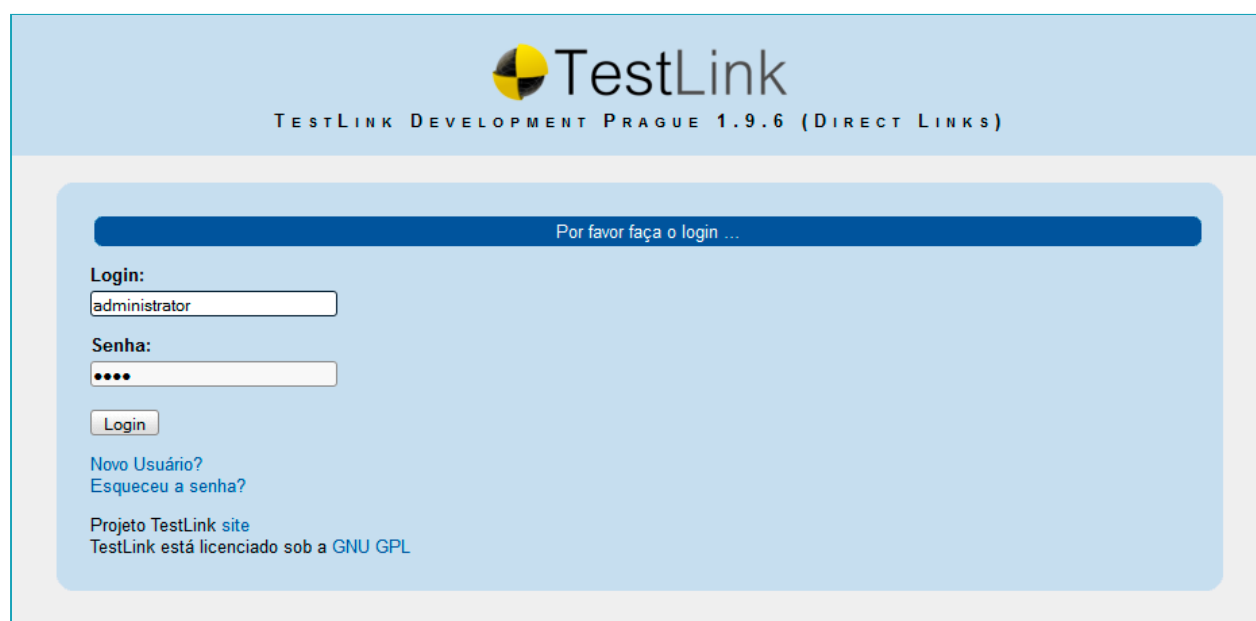 TestLink
TestLink Development Prague 1.9.6 (Direct Links)
Por favor faça o login ...
Login:
administrator
Senha:
••••
Login
Novo Usuário?
Esqueceu a senha?
Projeto TestLink site
TestLink está licenciado sob a GNU GPL